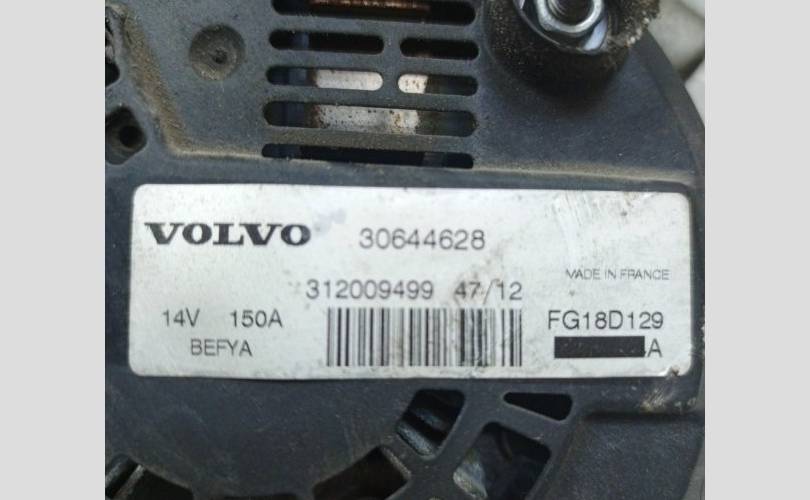 VOLVO 30644628
MADE IN FRANCE
312009499 47/12
14V 150A FG18D129
BEFYA A